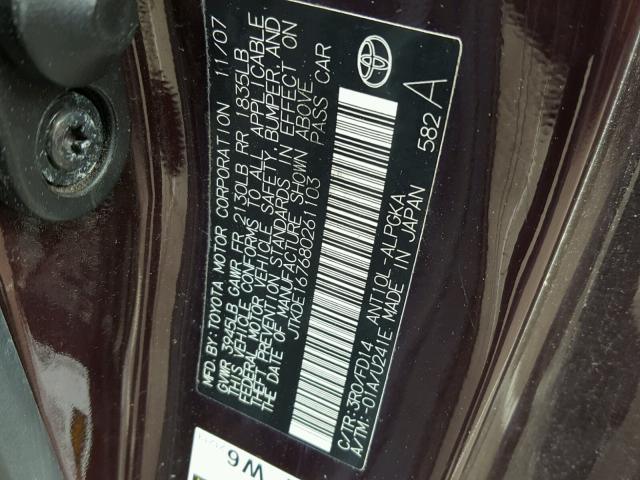 MFD. BY: TOYOTA MOTOR CORPORATION 11/07
GVWR 3945LB GAWR FR 2130LB RR 1835LB
THIS VEHICLE CONFORMS TO ALL APPLICABLE
FEDERAL MOTOR VEHICLE SAFETY, BUMPER, AND
THEFT PREVENTION STANDARDS IN EFFECT ON
THE DATE OF MANUFACTURE SHOWN ABOVE.
JTKDE167680261103 PASS CAR
C/TR: 3R0/FD14
A/TM: -01A/U241E
ANT10L-ALPGKA
MADE IN JAPAN
582 A
W6